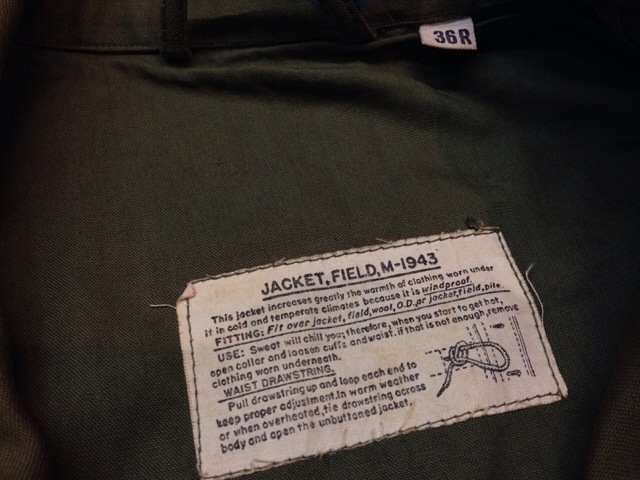 36R
JACKET, FIELD, M-1943
This jacket increases greatly the warmth of clothing worn under
it in cold and temperate climates because it is windproof.
FITTING: Fit over jacket, field, wool, O.D. or jacket, field, pile.
USE: Sweat will chill you; therefore, when you start to get hot,
open collar and loosen cuffs and waist. if that is not enough, remove
clothing worn underneath.
WAIST DRAWSTRING.
Pull drawstring up and loop each end to
keep proper adjustment. In warm weather
or when overheated, tie drawstring across
body and open the unbuttoned jacket.